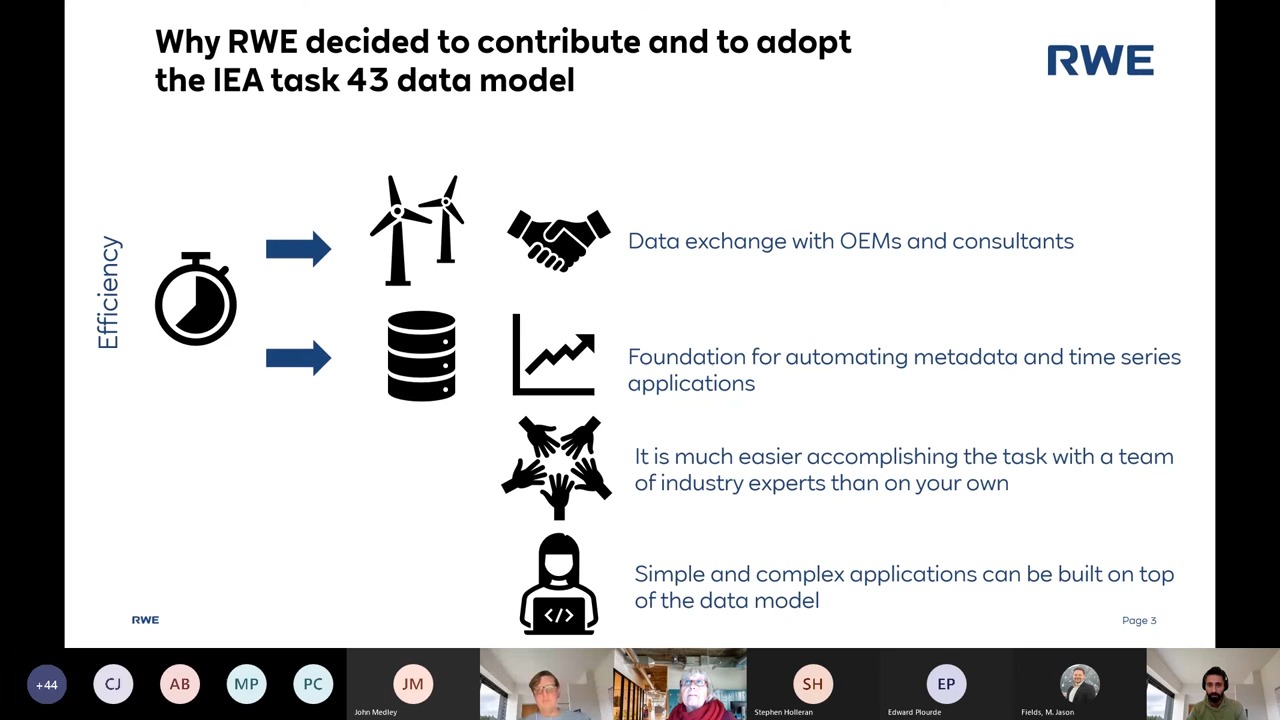 Why RWE decided to contribute and to adopt
the IEA task 43 data model
RWE
Efficiency
Data exchange with OEMs and consultants
Foundation for automating metadata and time series
applications
It is much easier accomplishing the task with a team
of industry experts than on your own
</>
Simple and complex applications can be built on top
of the data model
RWE
Page 3
+44
CJ
AB
MP
PC
JM
John Medley
SH
Stephen Holleran
EP
Edward Plourde
Fields, M. Jason